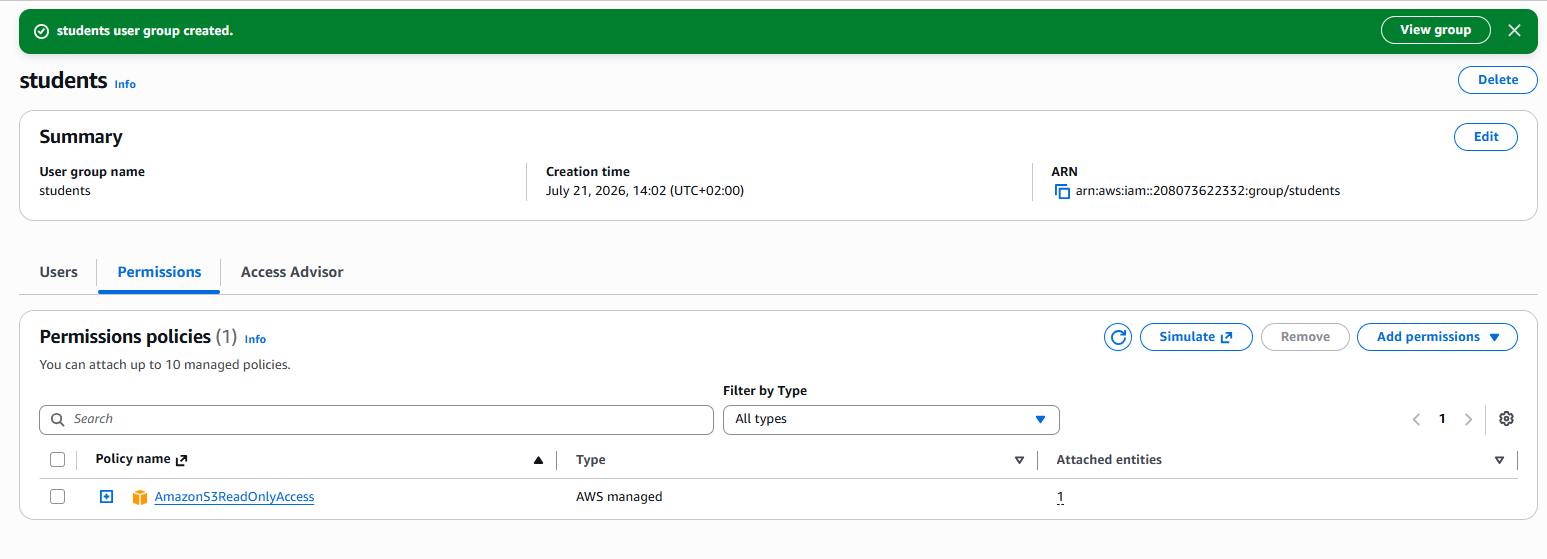 students user group created.
View group
students Info
Delete
Summary
Edit
User group name
students
Creation time
July 21, 2026, 14:02 (UTC+02:00)
ARN
arn:aws:iam::208073622332:group/students
Users
Permissions
Access Advisor
Permissions policies (1) Info
You can attach up to 10 managed policies.
Simulate
Remove
Add permissions
Filter by Type
Search
All types
1
Policy name
Type
Attached entities
AmazonS3ReadOnlyAccess
AWS managed
1